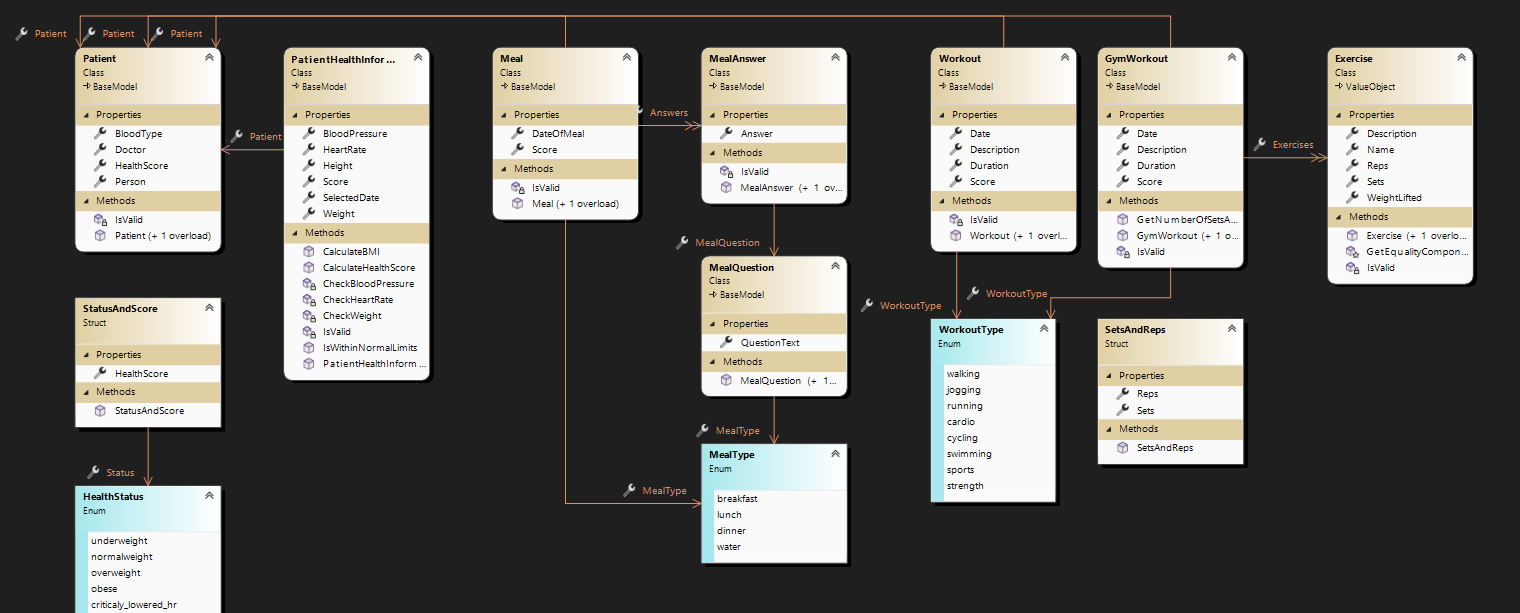 Patient
Patient
Patient
Patient
Class
BaseModel
Properties
BloodType
Doctor
HealthScore
Person
Methods
IsValid
Patient (+ 1 overload)
Patient
PatientHealthInfor ...
Class
BaseModel
Properties
BloodPressure
HeartRate
Height
Score
SelectedDate
Weight
Methods
CalculateBMI
CalculateHealthScore
CheckBloodPressure
CheckHeartRate
CheckWeight
IsValid
IsWithinNormalLimits
PatientHealthInform ...
Meal
Class
BaseModel
Properties
DateOfMeal
Score
Methods
IsValid
Meal (+ 1 overload)
Answers
MealAnswer
Class
BaseModel
Properties
Answer
Methods
IsValid
MealAnswer (+ 1 ov...
MealQuestion
MealQuestion
Class
BaseModel
Properties
QuestionText
Methods
MealQuestion (+ 1...
MealType
MealType
MealType
Enum
breakfast
lunch
dinner
water
Workout
Class
BaseModel
Properties
Date
Description
Duration
Score
Methods
IsValid
Workout (+ 1 overl...
WorkoutType
GymWorkout
Class
BaseModel
Properties
Date
Description
Duration
Score
Methods
GetNumberOfSetsA...
GymWorkout (+ 1 o...
IsValid
WorkoutType
WorkoutType
Enum
walking
jogging
running
cardio
cycling
swimming
sports
strength
Exercises
Exercise
Class
ValueObject
Properties
Description
Name
Reps
Sets
WeightLifted
Methods
Exercise (+ 1 overlo...
GetEqualityCompon...
IsValid
SetsAndReps
Struct
Properties
Reps
Sets
Methods
SetsAndReps
StatusAndScore
Struct
Properties
HealthScore
Methods
StatusAndScore
Status
HealthStatus
Enum
underweight
normalweight
overweight
obese
criticaly_lowered_hr